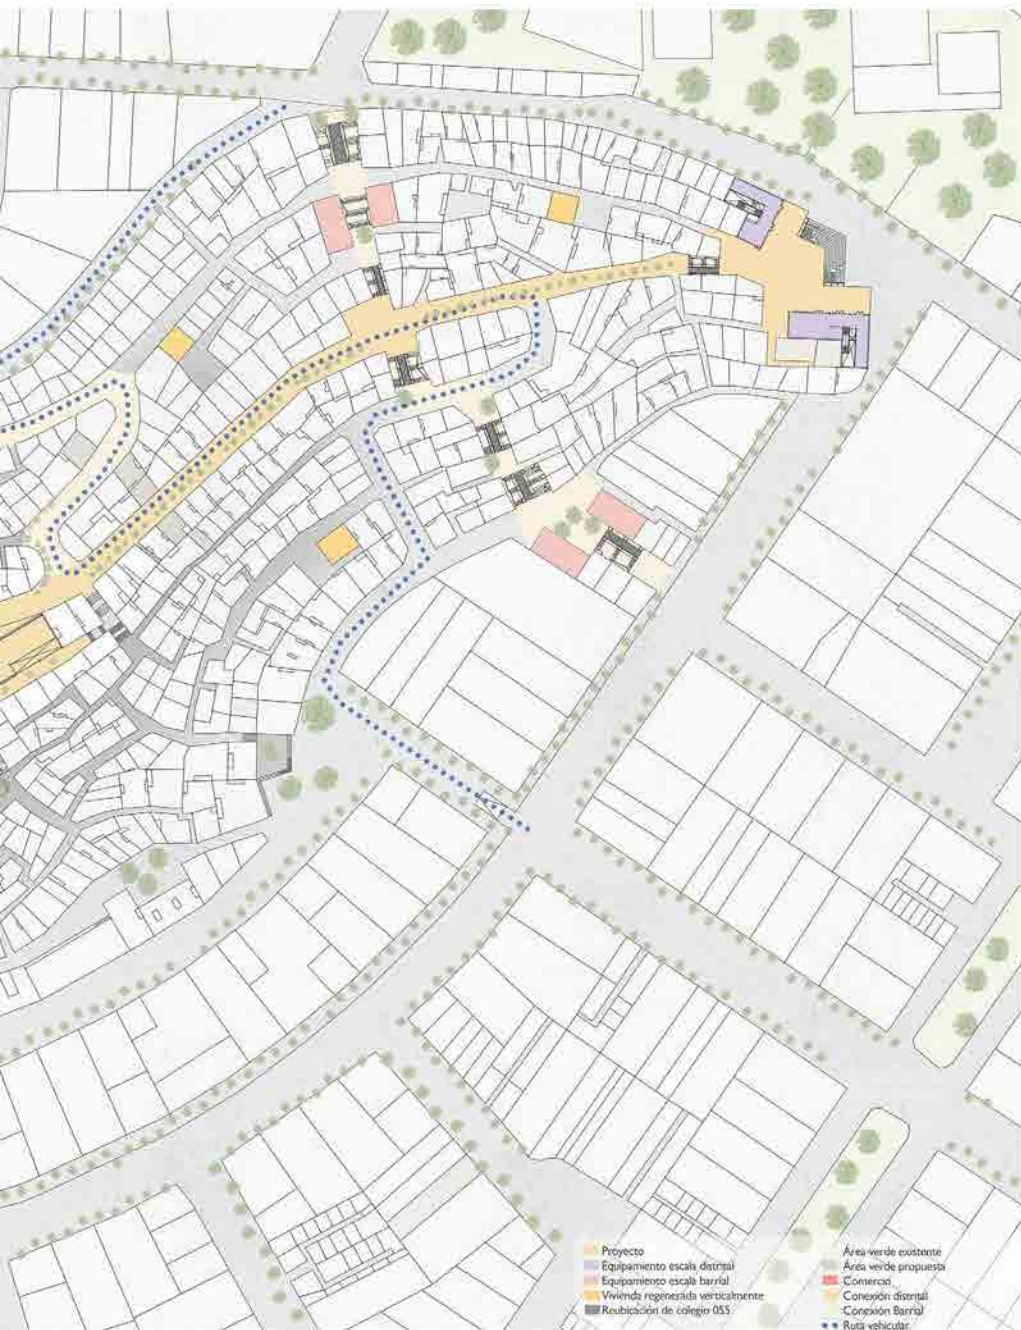 Proyecto
Equipamiento escala distrital
Equipamiento escala barrial
Vivienda regenerada verticalmente
Reubicación de colegio 055
Área verde existente
Área verde propuesta
Comercio
Conexión distrital
Conexión Barrial
Ruta vehicular